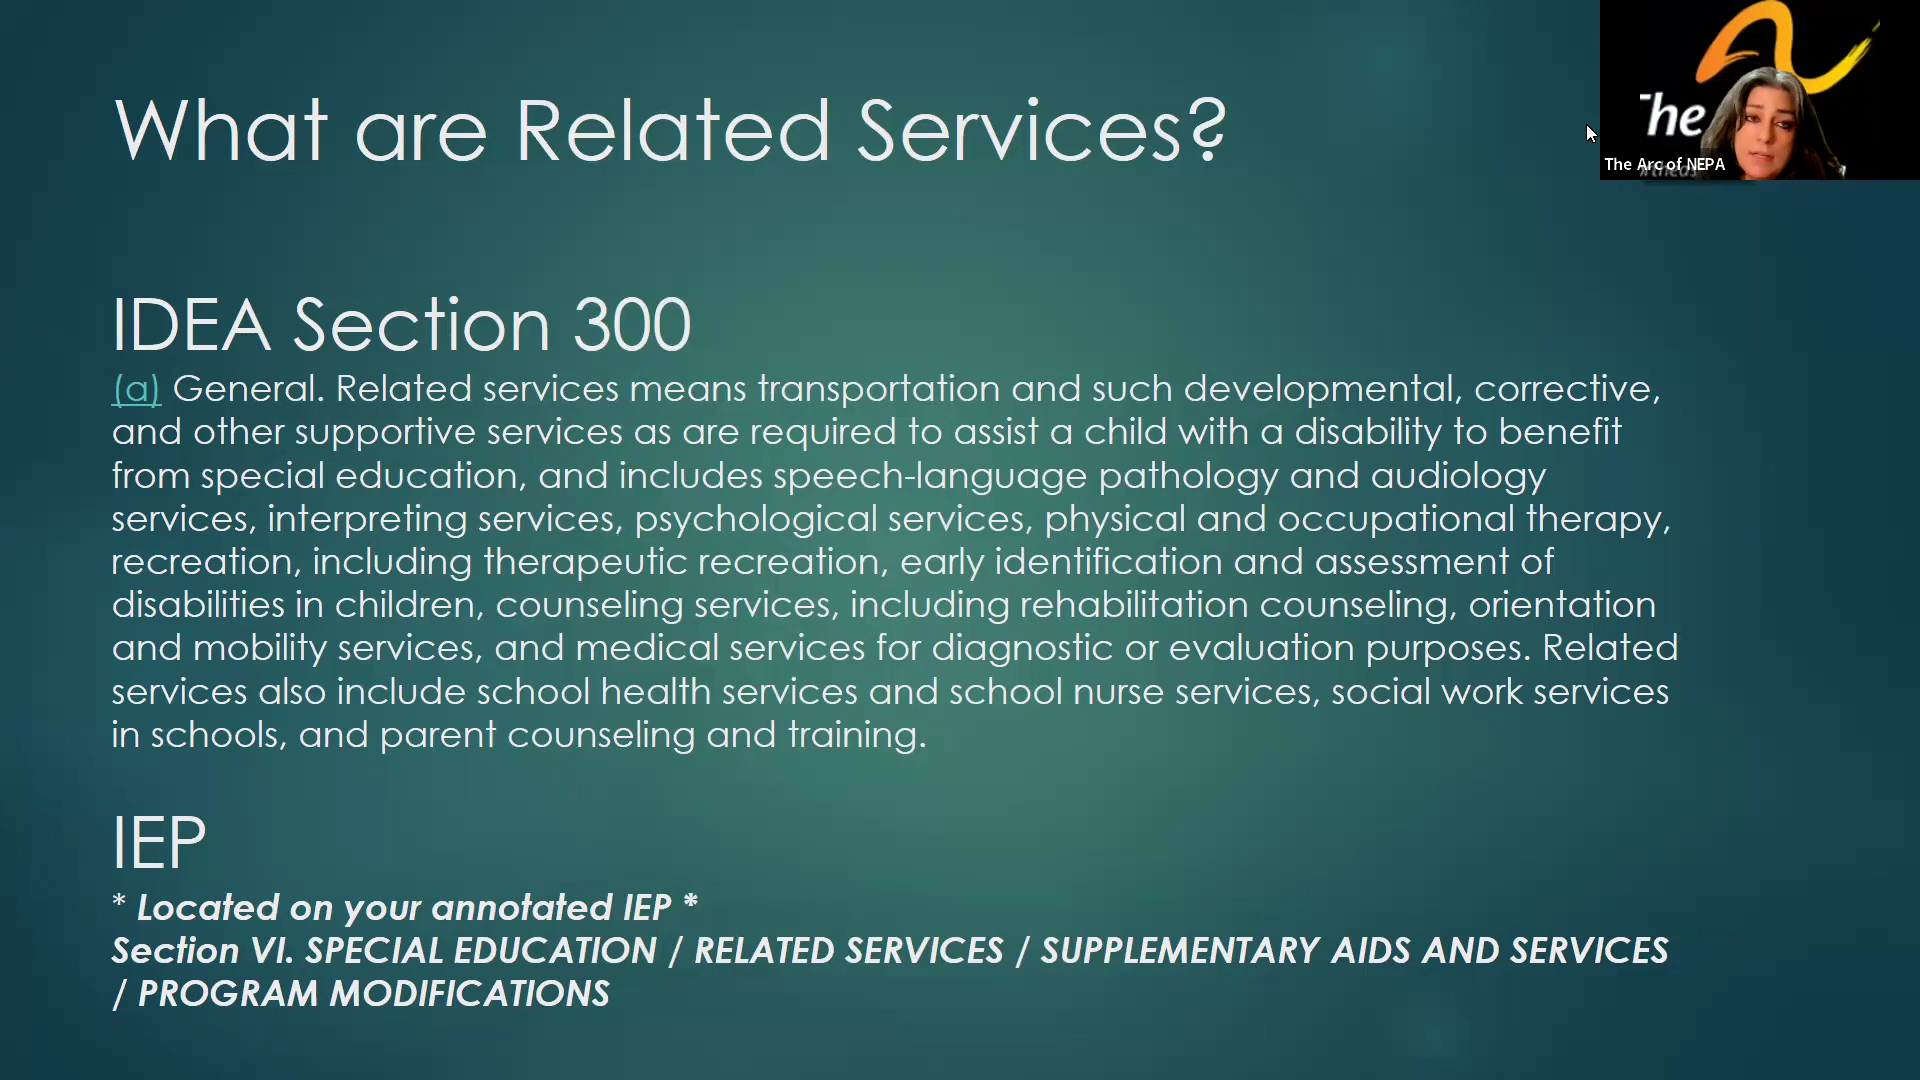 What are Related Services?
The
The Arc of NEPA
IDEA Section 300
(a) General. Related services means transportation and such developmental, corrective,
and other supportive services as are required to assist a child with a disability to benefit
from special education, and includes speech-language pathology and audiology
services, interpreting services, psychological services, physical and occupational therapy,
recreation, including therapeutic recreation, early identification and assessment of
disabilities in children, counseling services, including rehabilitation counseling, orientation
and mobility services, and medical services for diagnostic or evaluation purposes. Related
services also include school health services and school nurse services, social work services
in schools, and parent counseling and training.
IEP
* Located on your annotated IEP *
Section VI. SPECIAL EDUCATION / RELATED SERVICES / SUPPLEMENTARY AIDS AND SERVICES
/ PROGRAM MODIFICATIONS